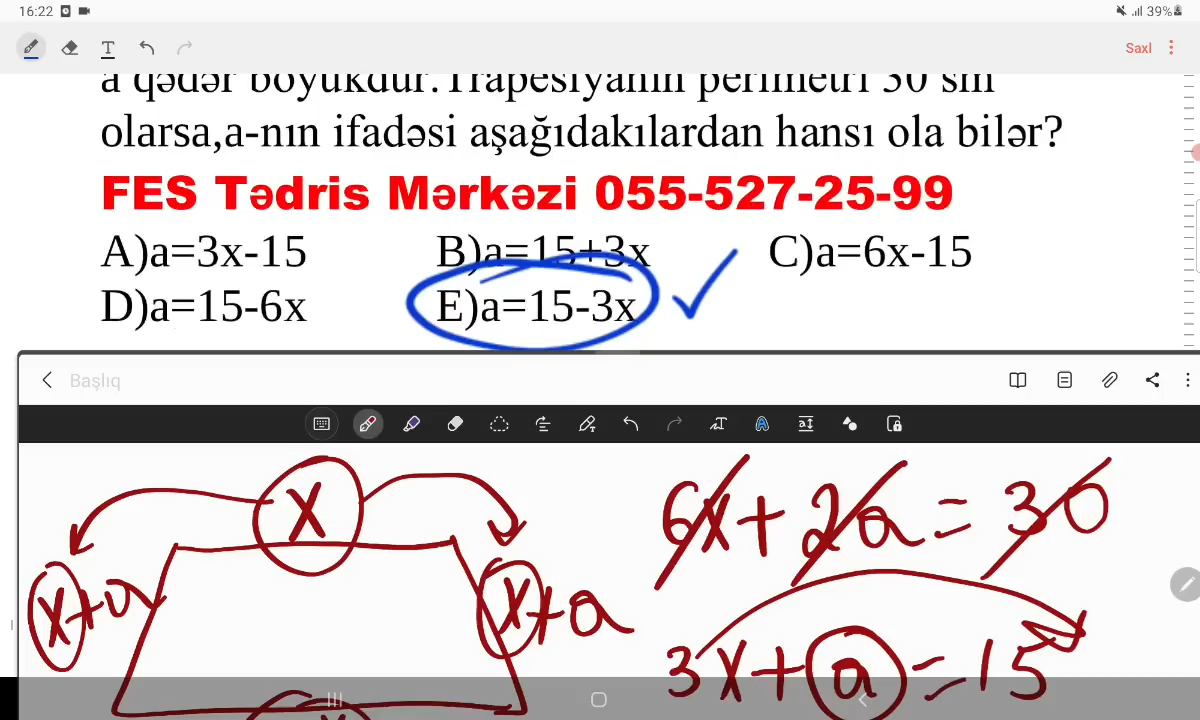 16:22 39%
Saxl
a qədər böyükdür.Trapesiyanın perimetri 30 sm
olarsa,a-nın ifadəsi aşağıdakılardan hansı ola bilər?
FES Tədris Mərkəzi 055-527-25-99
A)a=3x-15 B)a=15+3x C)a=6x-15
D)a=15-6x E)a=15-3x
Başlıq
x 6x+2a=30
x+a x+a
3x+a=15